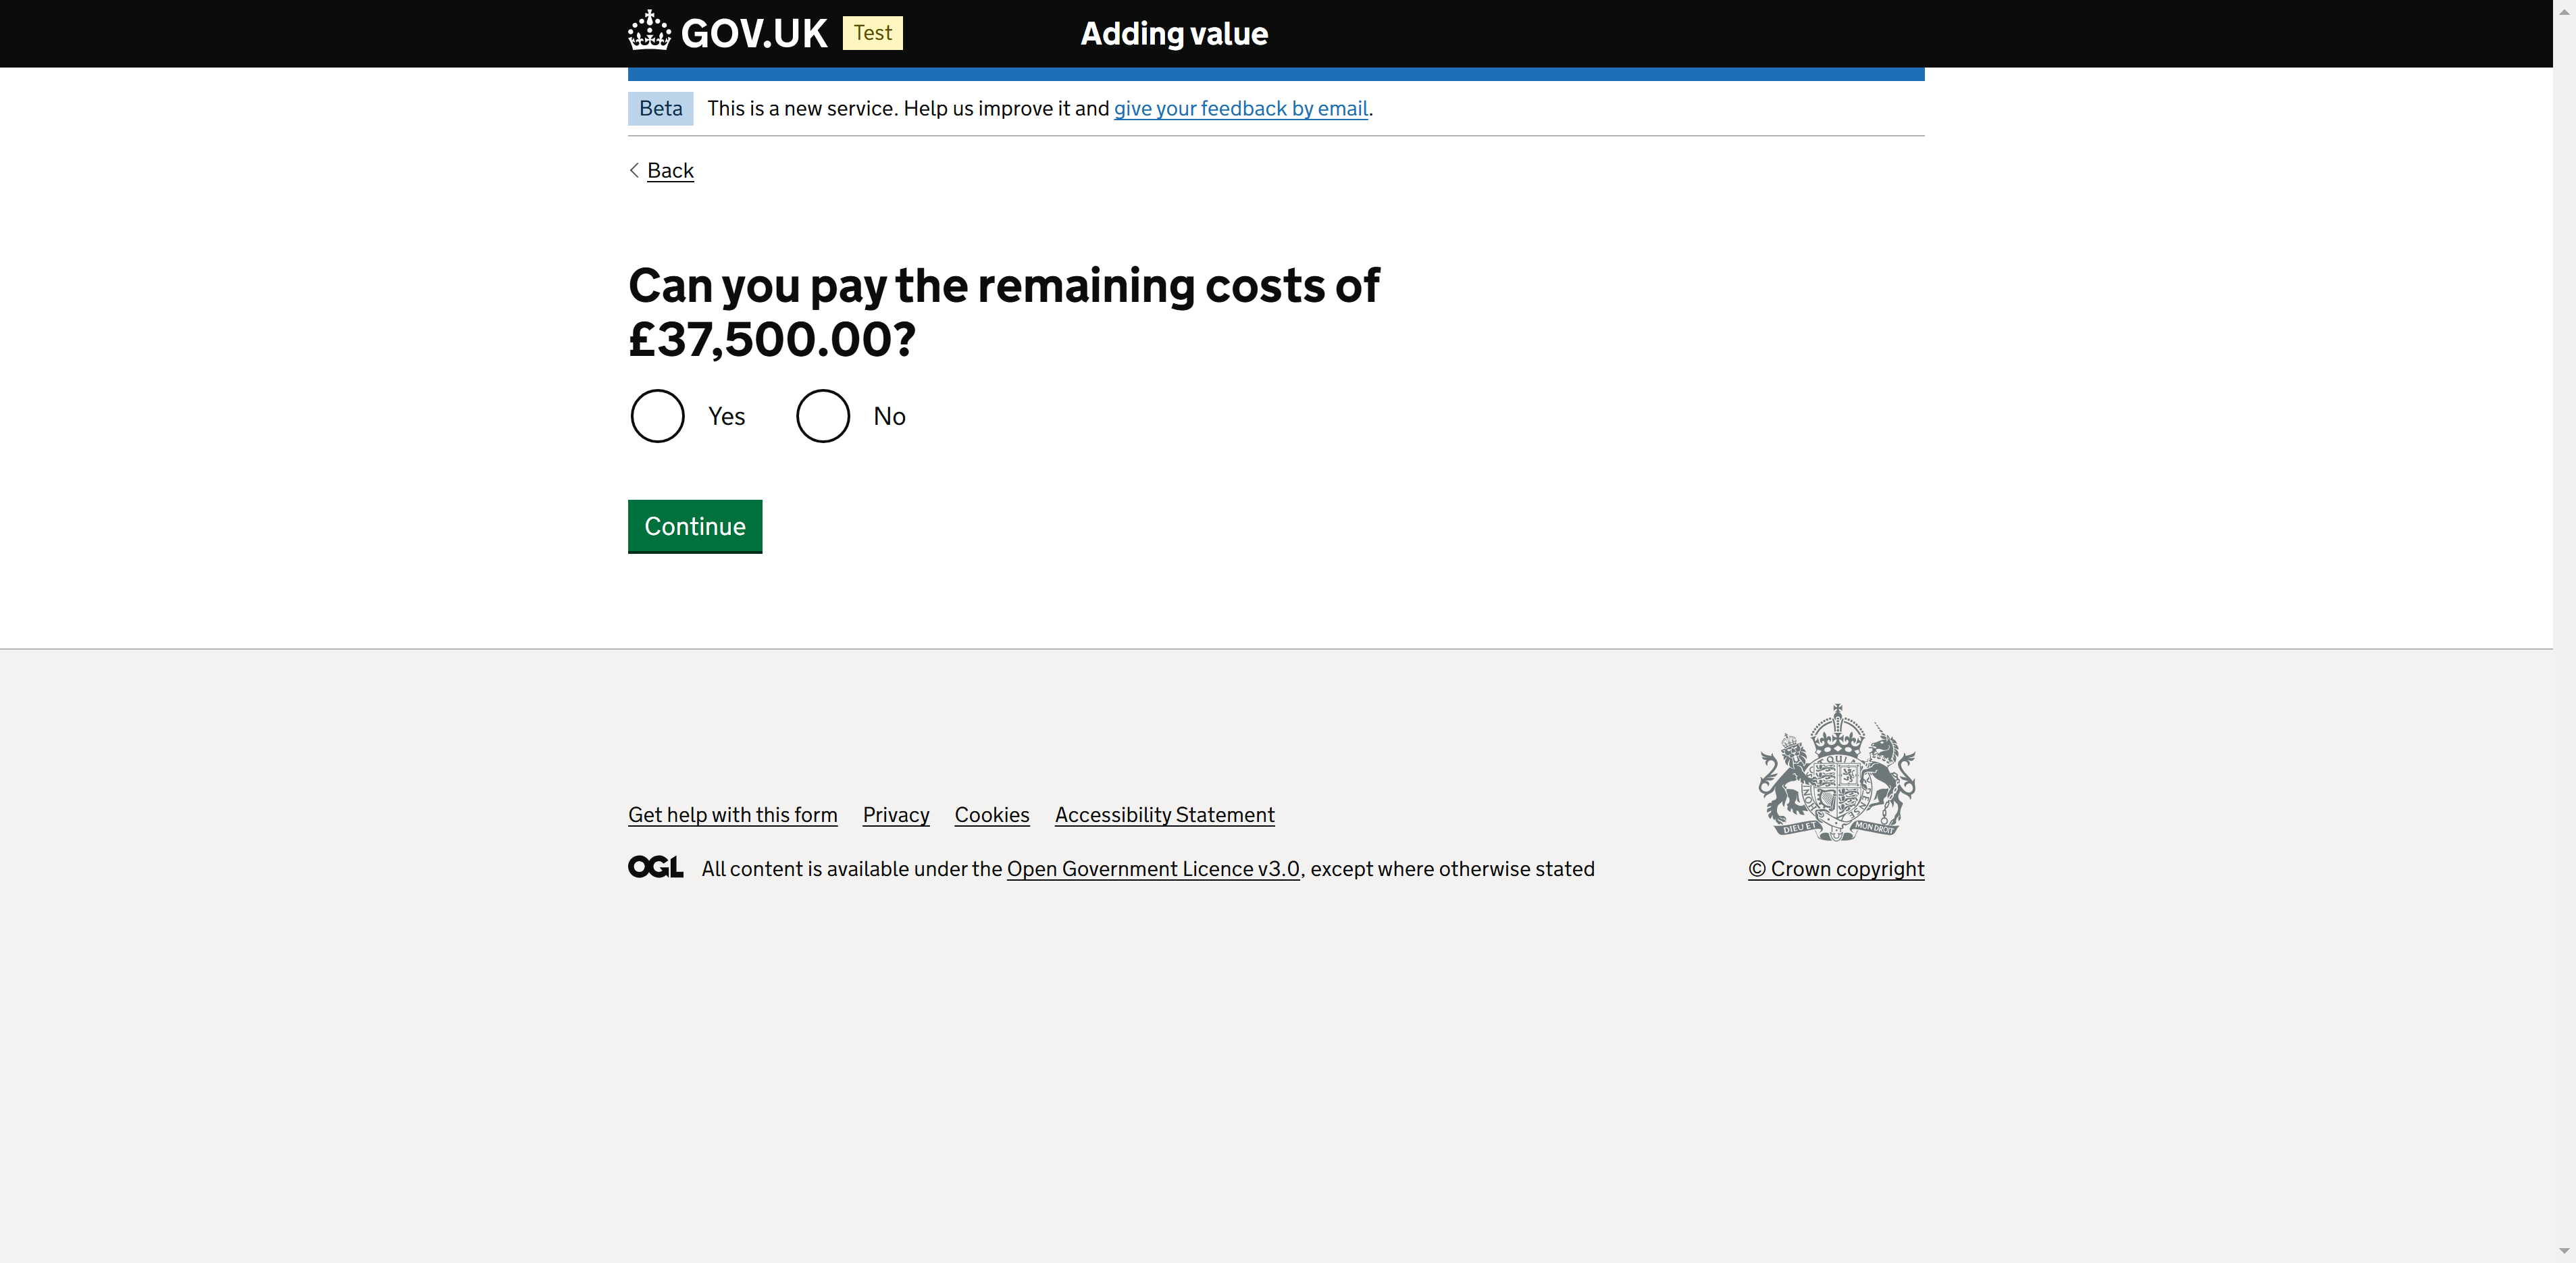 GOV.UK Test Adding value
Beta This is a new service. Help us improve it and give your feedback by email.
Back
Can you pay the remaining costs of
£37,500.00?
Yes No
Continue
Get help with this form Privacy Cookies Accessibility Statement
OGL All content is available under the Open Government Licence v3.0, except where otherwise stated
DIEU ET MON DROIT
© Crown copyright